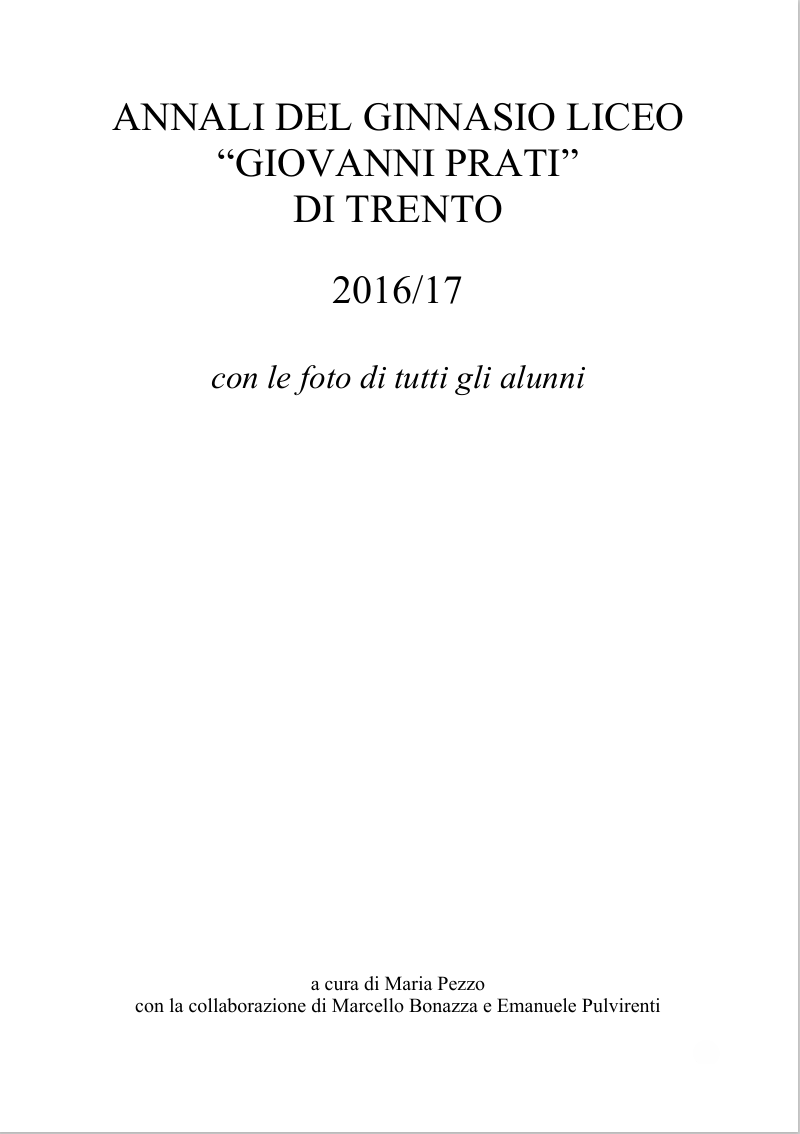 ANNALI DEL GINNASIO LICEO
“GIOVANNI PRATI”
DI TRENTO
2016/17
con le foto di tutti gli alunni
a cura di Maria Pezzo
con la collaborazione di Marcello Bonazza e Emanuele Pulvirenti